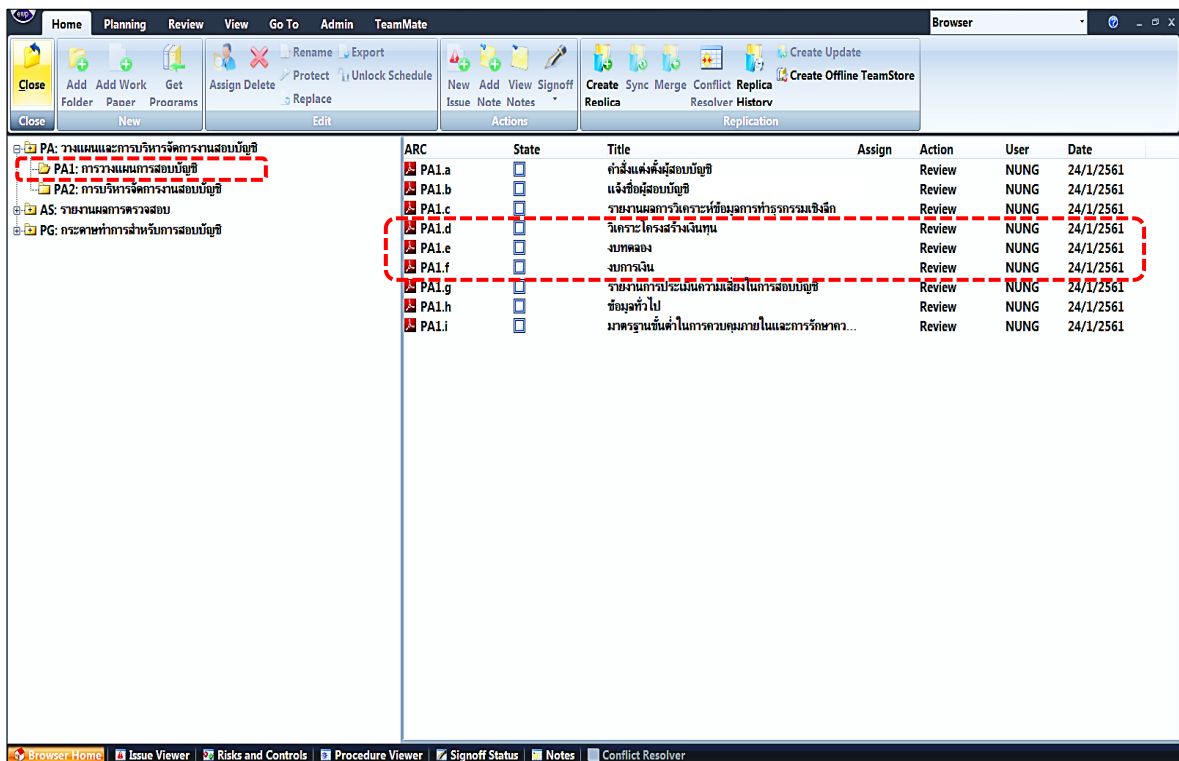 ewp
Home Planning Review View Go To Admin TeamMate Browser
Close
Add Folder
Add Work Paper
Get Programs
Assign Delete
Rename Export
Protect Unlock Schedule
Replace
New Issue
Add Note
View Notes
Signoff
Create Replica
Sync Merge
Conflict Resolver
Replica History
Create Update
Create Offline TeamStore
Close New Edit Actions Replication
PA: วางแผนและการบริหารจัดการงานสอบบัญชี
PA1: การวางแผนการสอบบัญชี
PA2: การบริหารจัดการงานสอบบัญชี
AS: รายงานผลการตรวจสอบ
PG: กระดาษทำการสำหรับการสอบบัญชี
ARC State Title Assign Action User Date
PA1.a คำสั่งแต่งตั้งผู้สอบบัญชี Review NUNG 24/1/2561
PA1.b แจ้งชื่อผู้สอบบัญชี Review NUNG 24/1/2561
PA1.c รายงานผลการวิเคราะห์ข้อมูลการทำธุรกรรมเชิงลึก Review NUNG 24/1/2561
PA1.d วิเคราะโครงสร้างเงินทุน Review NUNG 24/1/2561
PA1.e งบทดลอง Review NUNG 24/1/2561
PA1.f งบการเงิน Review NUNG 24/1/2561
PA1.g รายงานการประเมินความเสี่ยงในการสอบบัญชี Review NUNG 24/1/2561
PA1.h ข้อมูลทั่วไป Review NUNG 24/1/2561
PA1.i มาตรฐานขั้นต่ำในการควบคุมภายในและการรักษาคว... Review NUNG 24/1/2561
Browser Home Issue Viewer Risks and Controls Procedure Viewer Signoff Status Notes Conflict Resolver